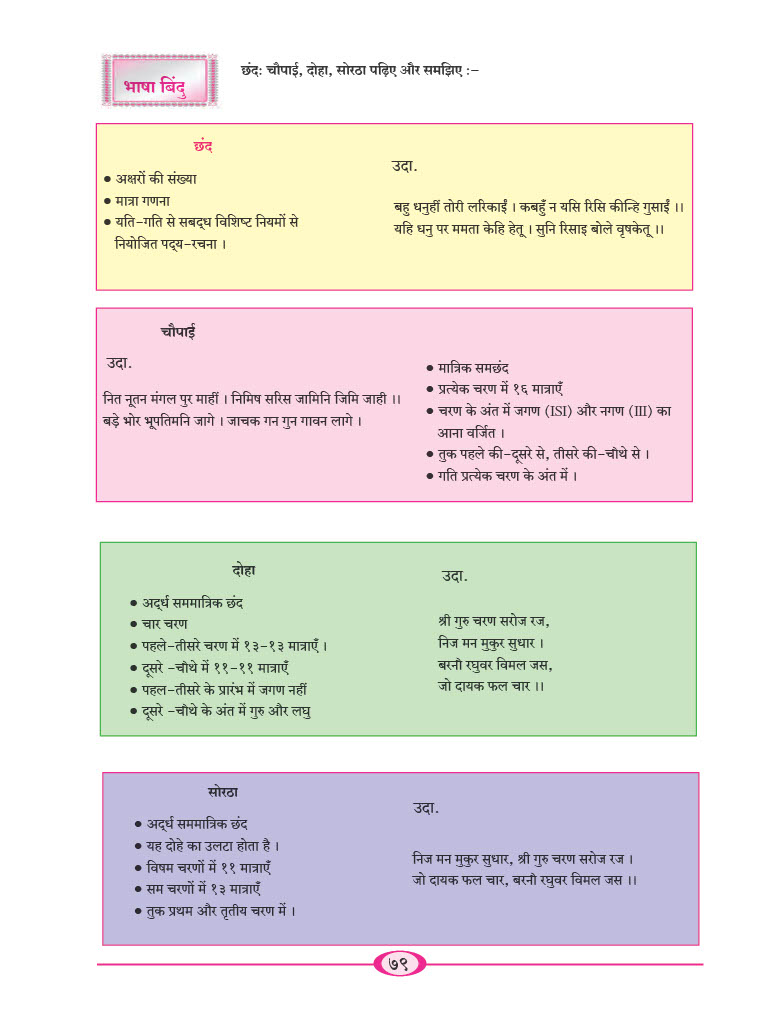 भाषा बिंदु
छंद: चौपाई, दोहा, सोरठा पढ़िए और समझिए :–
छंद
• अक्षरों की संख्या
• मात्रा गणना
• यति-गति से सबद्ध विशिष्ट नियमों से
नियोजित पद्य-रचना ।
उदा.
बहु धनुहीं तोरी लरिकाईं । कबहुँ न यसि रिसि कीन्हि गुसाईं ।।
यहि धनु पर ममता केहि हेतू । सुनि रिसाइ बोले वृषकेतू ।।
चौपाई
उदा.
नित नूतन मंगल पुर माहीं । निमिष सरिस जामिनि जिमि जाही ।।
बड़े भोर भूपतिमनि जागे । जाचक गन गुन गावन लागे ।
• मात्रिक समछंद
• प्रत्येक चरण में १६ मात्राएँ
• चरण के अंत में जगण (ISI) और नगण (III) का
आना वर्जित ।
• तुक पहले की-दूसरे से, तीसरे की-चौथे से ।
• गति प्रत्येक चरण के अंत में ।
दोहा
• अर्द्ध सममात्रिक छंद
• चार चरण
• पहले-तीसरे चरण में १३-१३ मात्राएँ ।
• दूसरे -चौथे में ११-११ मात्राएँ
• पहल-तीसरे के प्रारंभ में जगण नहीं
• दूसरे -चौथे के अंत में गुरु और लघु
उदा.
श्री गुरु चरण सरोज रज,
निज मन मुकुर सुधार ।
बरनौ रघुवर विमल जस,
जो दायक फल चार ।।
सोरठा
• अर्द्ध सममात्रिक छंद
• यह दोहे का उलटा होता है ।
• विषम चरणों में ११ मात्राएँ
• सम चरणों में १३ मात्राएँ
• तुक प्रथम और तृतीय चरण में ।
उदा.
निज मन मुकुर सुधार, श्री गुरु चरण सरोज रज ।
जो दायक फल चार, बरनौ रघुवर विमल जस ।।
७९